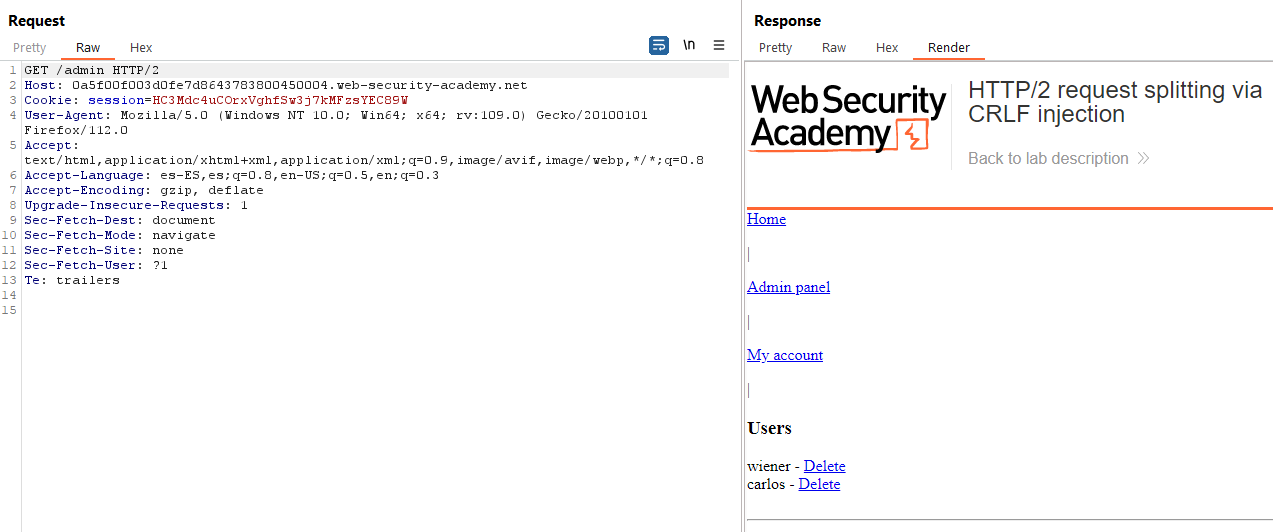 Request
Pretty Raw Hex
\n
1 GET /admin HTTP/2
2 Host: 0a5f00f003d0fe7d8643783800450004.web-security-academy.net
3 Cookie: session=HC3Mdc4uCOrxVghfSw3j7kMFzsYEC89W
4 User-Agent: Mozilla/5.0 (Windows NT 10.0; Win64; x64; rv:109.0) Gecko/20100101
Firefox/112.0
5 Accept:
text/html,application/xhtml+xml,application/xml;q=0.9,image/avif,image/webp,*/*;q=0.8
6 Accept-Language: es-ES,es;q=0.8,en-US;q=0.5,en;q=0.3
7 Accept-Encoding: gzip, deflate
8 Upgrade-Insecure-Requests: 1
9 Sec-Fetch-Dest: document
10 Sec-Fetch-Mode: navigate
11 Sec-Fetch-Site: none
12 Sec-Fetch-User: ?1
13 Te: trailers
14
15
Response
Pretty Raw Hex Render
Web Security
Academy
HTTP/2 request splitting via
CRLF injection
Back to lab description
Home
|
Admin panel
|
My account
|
Users
wiener - Delete
carlos - Delete